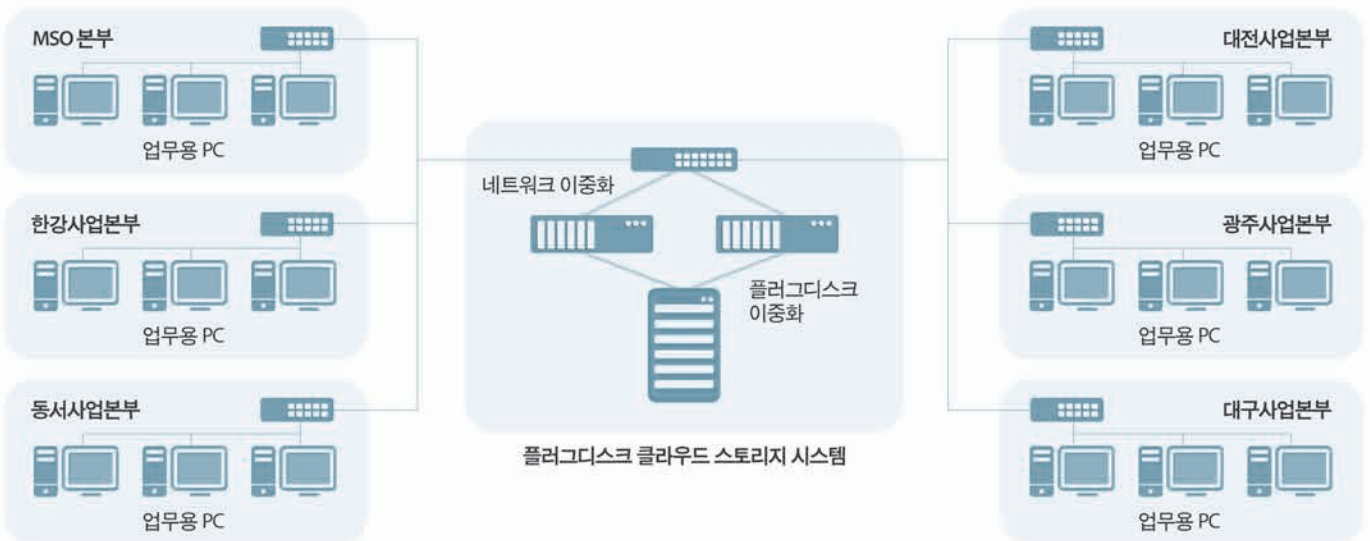 MSO 본부
업무용 PC
한강사업본부
업무용 PC
동서사업본부
업무용 PC
네트워크 이중화
플러그디스크
이중화
플러그디스크 클라우드 스토리지 시스템
대전사업본부
업무용 PC
광주사업본부
업무용 PC
대구사업본부
업무용 PC